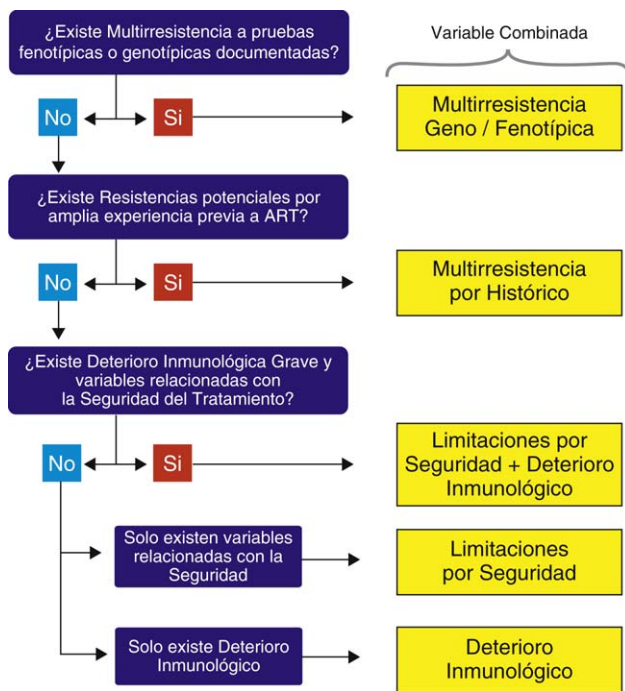 ¿Existe Multirresistencia a pruebas
fenotípicas o genotípicas documentadas?
Variable Combinada
No
Si
Multirresistencia
Geno / Fenotípica
¿Existe Resistencias potenciales por
amplia experiencia previa a ART?
No
Si
Multirresistencia
por Histórico
¿Existe Deterioro Inmunológica Grave y
variables relacionadas con
la Seguridad del Tratamiento?
No
Si
Limitaciones por
Seguridad + Deterioro
Inmunológico
Solo existen variables
relacionadas con la
Seguridad
Limitaciones
por Seguridad
Solo existe Deterioro
Inmunológico
Deterioro
Inmunológico